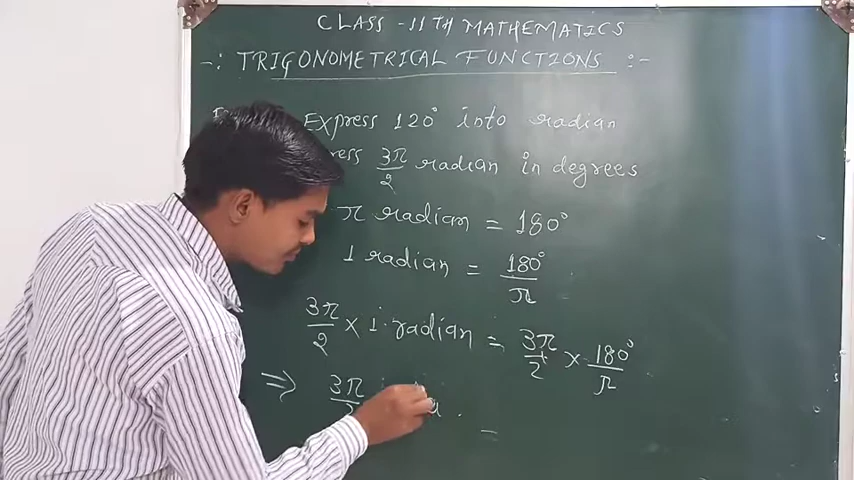 CLASS - 11TH MATHEMATICS
-: TRIGONOMETRICAL FUNCTIONS :-
Express 120° into radian
3π/2 radian in degrees
π radian = 180°
1 radian = 180°/π
3π/2 × 1 radian = 3π/2 × 180°/π
⇒ 3π/2 =